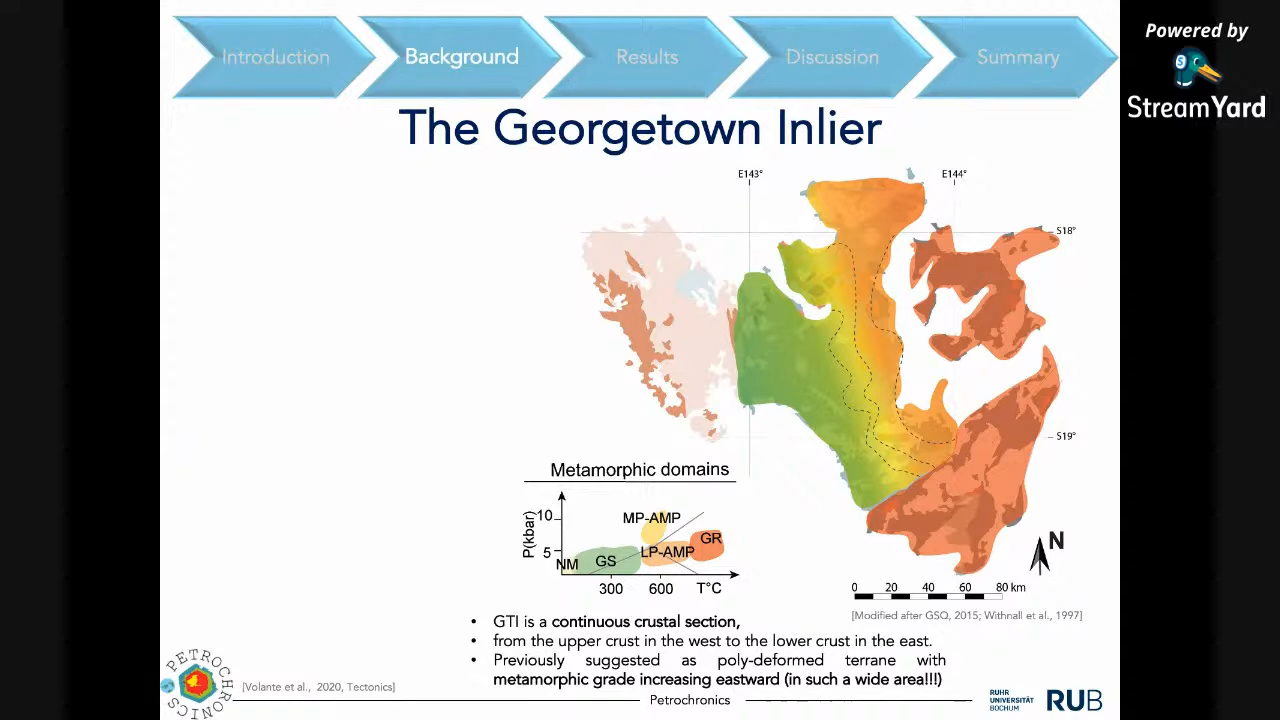 Introduction
Background
Results
Discussion
Summary
Powered by
StreamYard
The Georgetown Inlier
E143°
E144°
S18°
S19°
Metamorphic domains
P(kbar)
10
5
MP-AMP
GR
LP-AMP
NM
GS
300
600
T°C
N
0 20 40 60 80 km
[Modified after GSQ, 2015; Withnall et al., 1997]
• GTI is a continuous crustal section,
• from the upper crust in the west to the lower crust in the east.
• Previously suggested as poly-deformed terrane with
metamorphic grade increasing eastward (in such a wide area!!!)
PETROCHRONICS
[Volante et al., 2020, Tectonics]
Petrochronics
RUHR
UNIVERSITÄT
BOCHUM
RUB